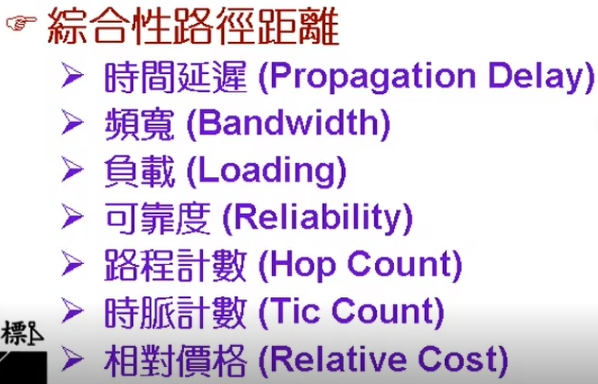 ☞ 綜合性路徑距離
➢ 時間延遲 (Propagation Delay)
➢ 頻寬 (Bandwidth)
➢ 負載 (Loading)
➢ 可靠度 (Reliability)
➢ 路程計數 (Hop Count)
➢ 時脈計數 (Tic Count)
標
➢ 相對價格 (Relative Cost)